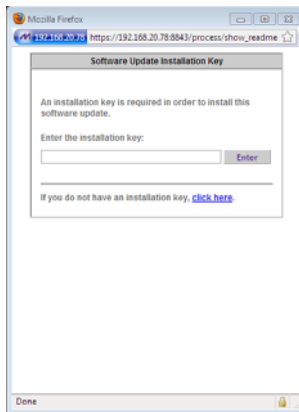 Mozilla Firefox
192.168.20.78 https://192.168.20.78:8843/process/show_readme
Software Update Installation Key
An installation key is required in order to install this
software update.
Enter the installation key:
Enter
If you do not have an installation key, click here.
Done